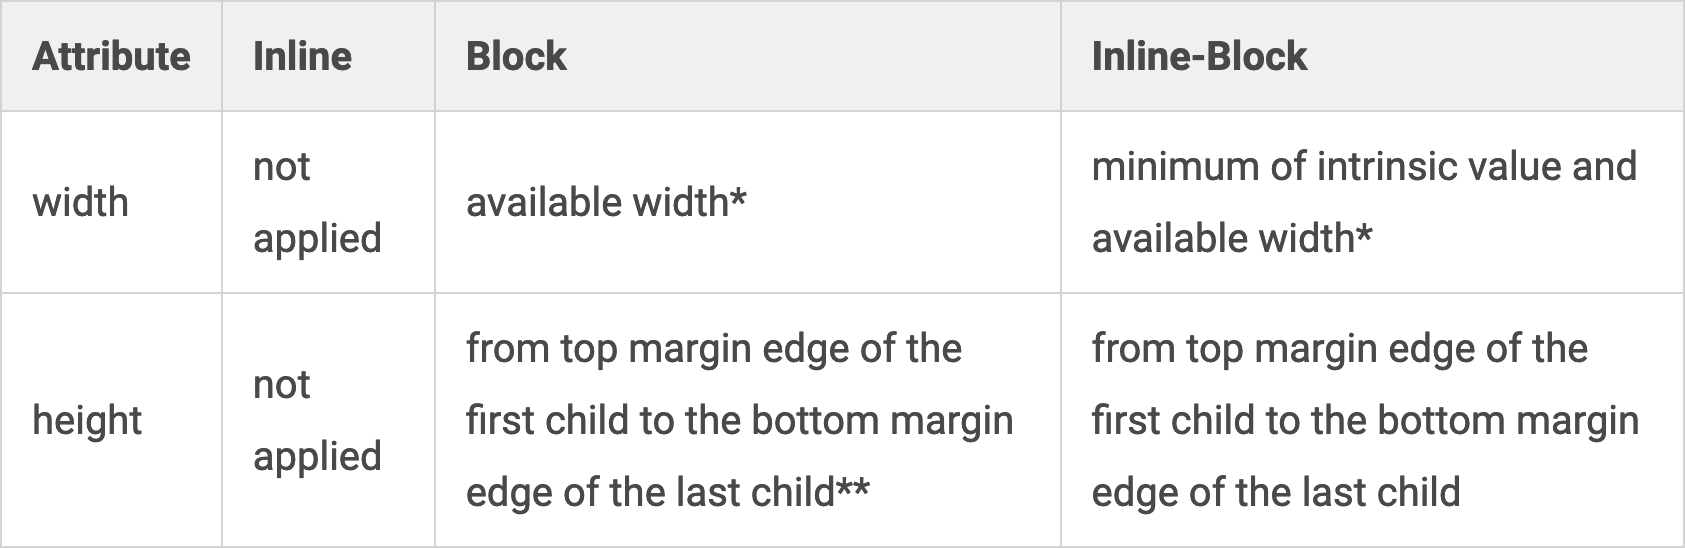 Attribute Inline Block Inline-Block
width
not
applied
available width*
minimum of intrinsic value and
available width*
height
not
applied
from top margin edge of the
first child to the bottom margin
edge of the last child**
from top margin edge of the
first child to the bottom margin
edge of the last child